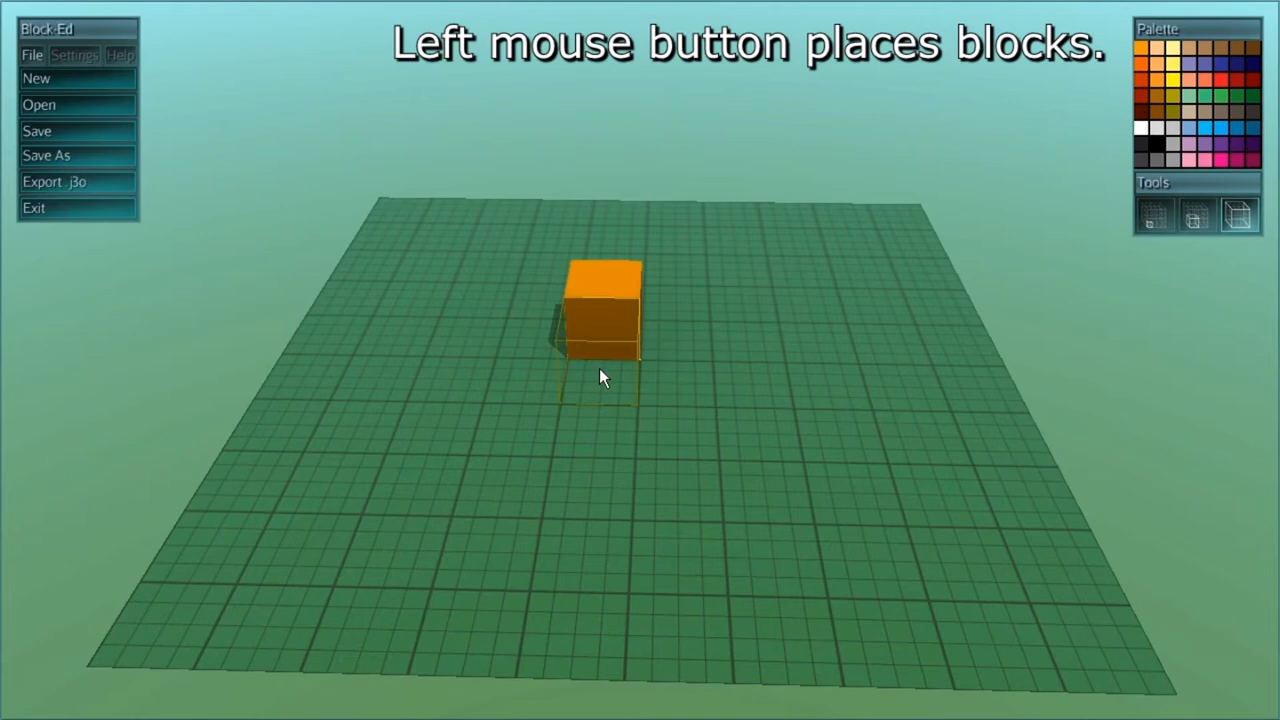 Block-Ed
Left mouse button places blocks.
Palette
File Settings Help
New
Open
Save
Save As
Export .j3o
Exit
Tools